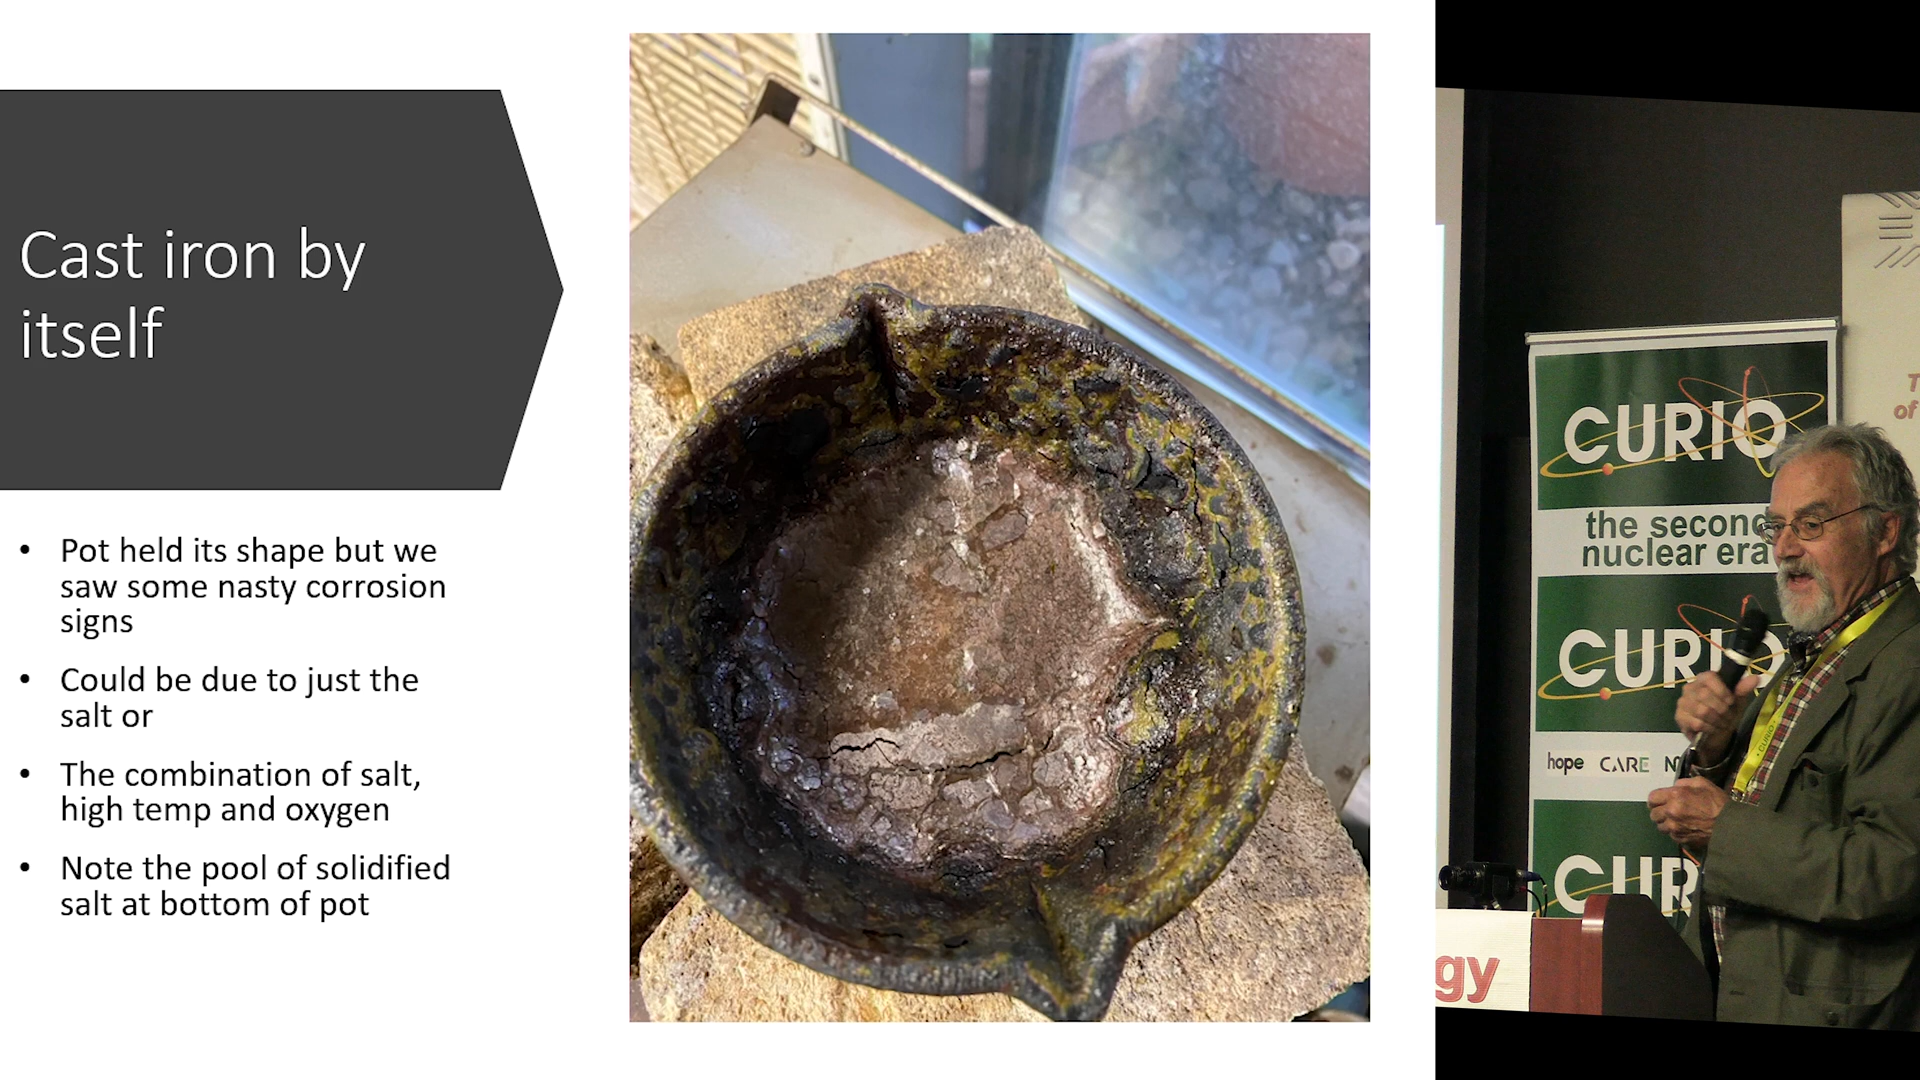 Cast iron by
itself
• Pot held its shape but we
saw some nasty corrosion
signs
• Could be due to just the
salt or
• The combination of salt,
high temp and oxygen
• Note the pool of solidified
salt at bottom of pot
CURIO
the second
nuclear era
CURIO
hope CARE
CUR
gy
T
of